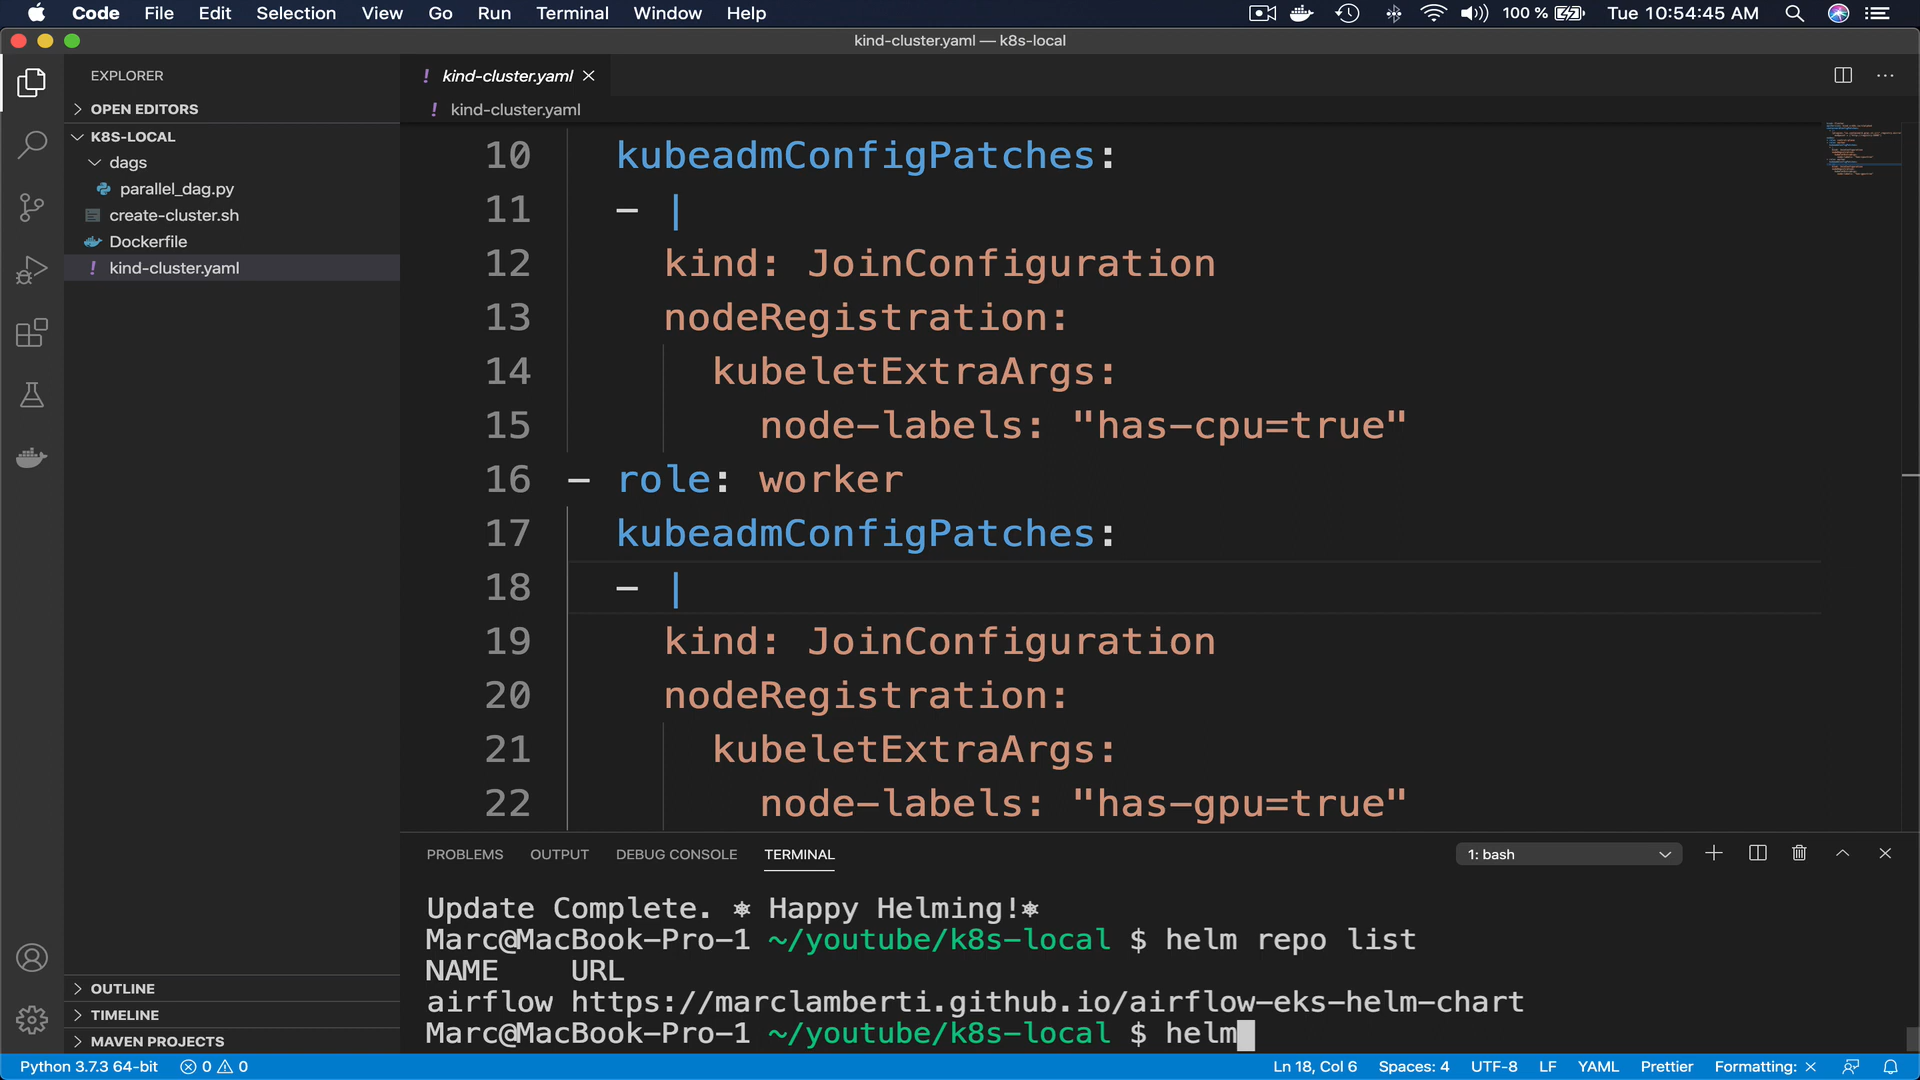 Code File Edit Selection View Go Run Terminal Window Help 100 % Tue 10:54:45 AM
kind-cluster.yaml — k8s-local
EXPLORER
OPEN EDITORS
K8S-LOCAL
dags
parallel_dag.py
create-cluster.sh
Dockerfile
! kind-cluster.yaml
OUTLINE
TIMELINE
MAVEN PROJECTS
! kind-cluster.yaml
! kind-cluster.yaml
10 kubeadmConfigPatches:
11 - |
12 kind: JoinConfiguration
13 nodeRegistration:
14 kubeletExtraArgs:
15 node-labels: "has-cpu=true"
16 - role: worker
17 kubeadmConfigPatches:
18 - |
19 kind: JoinConfiguration
20 nodeRegistration:
21 kubeletExtraArgs:
22 node-labels: "has-gpu=true"
PROBLEMS OUTPUT DEBUG CONSOLE TERMINAL 1: bash
Update Complete. ⎈ Happy Helming!⎈
Marc@MacBook-Pro-1 ~/youtube/k8s-local $ helm repo list
NAME URL
airflow https://marclamberti.github.io/airflow-eks-helm-chart
Marc@MacBook-Pro-1 ~/youtube/k8s-local $ helm
Python 3.7.3 64-bit 0 0 Ln 18, Col 6 Spaces: 4 UTF-8 LF YAML Prettier Formatting: ×